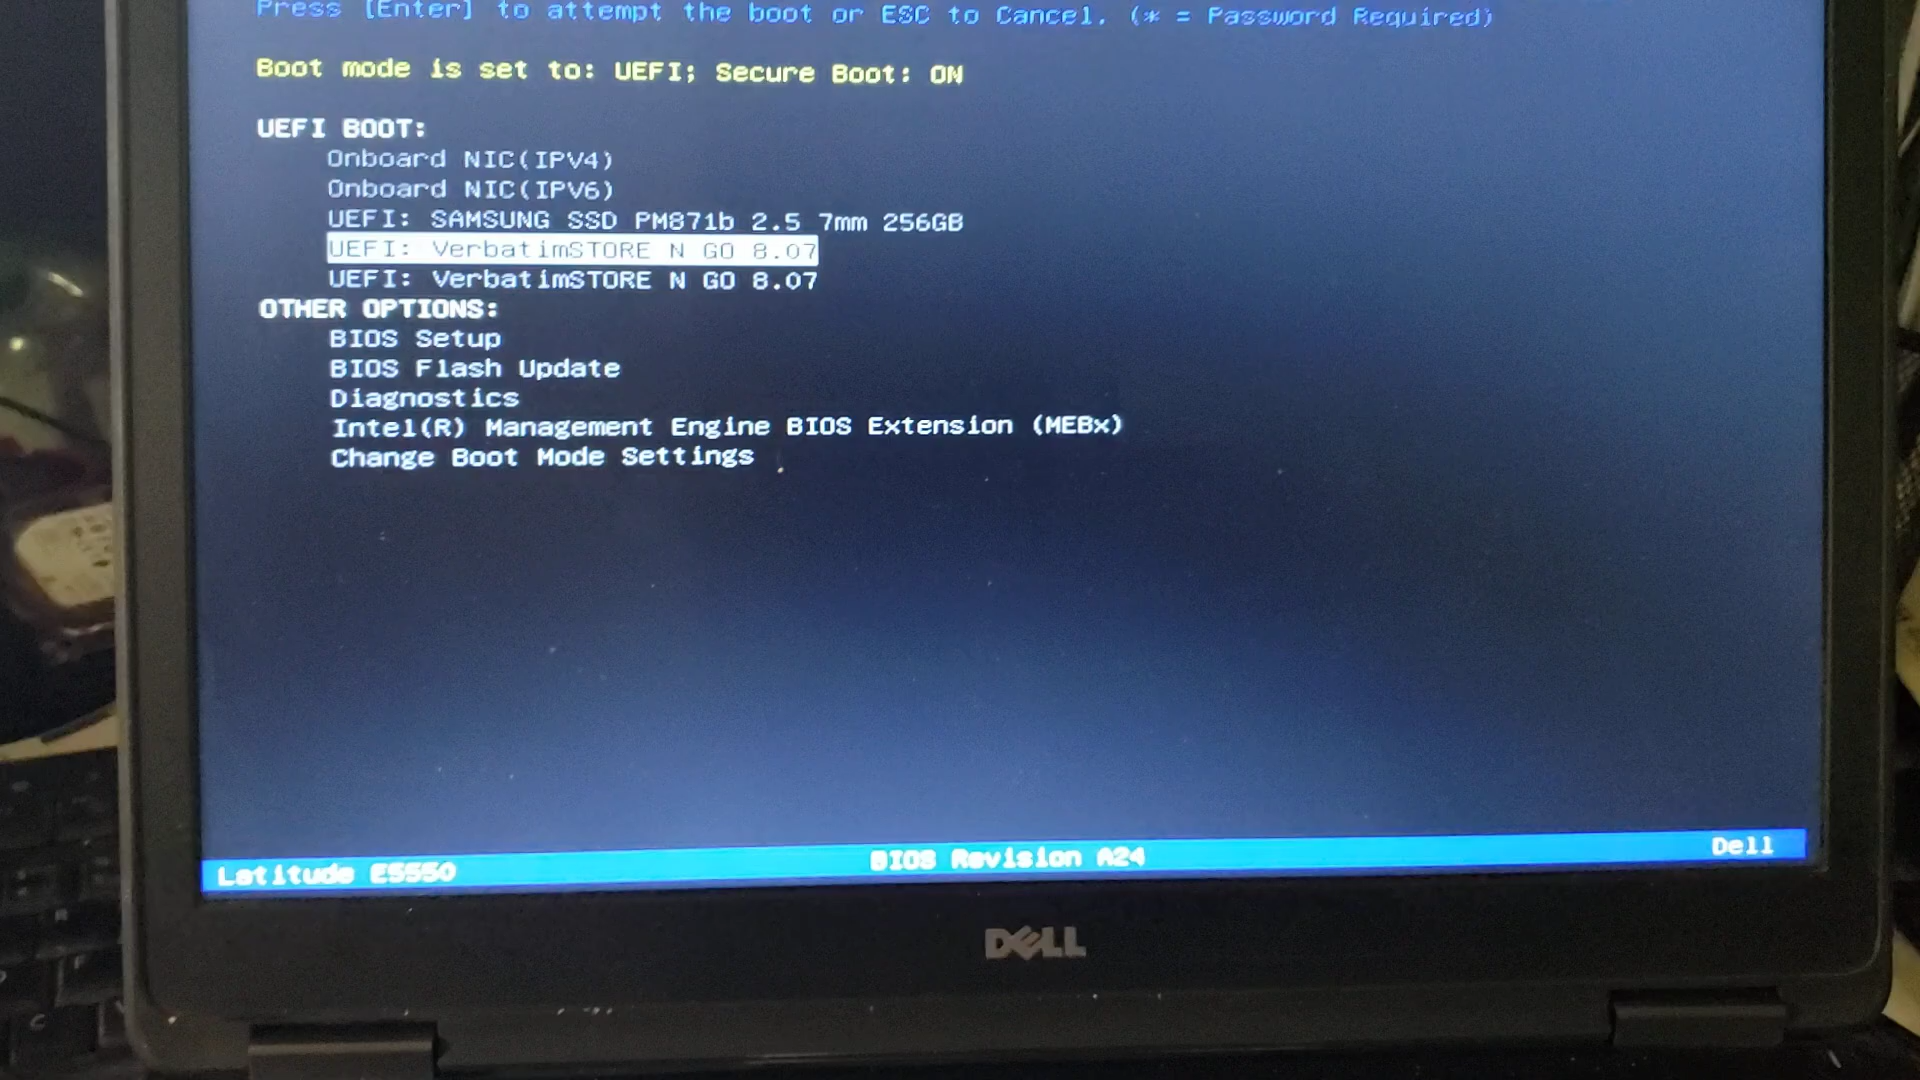 Press [Enter] to attempt the boot or ESC to Cancel. (* = Password Required)
Boot mode is set to: UEFI; Secure Boot: ON
UEFI BOOT:
Onboard NIC(IPV4)
Onboard NIC(IPV6)
UEFI: SAMSUNG SSD PM871b 2.5 7mm 256GB
UEFI: VerbatimSTORE N GO 8.07
UEFI: VerbatimSTORE N GO 8.07
OTHER OPTIONS:
BIOS Setup
BIOS Flash Update
Diagnostics
Intel(R) Management Engine BIOS Extension (MEBx)
Change Boot Mode Settings
Latitude E5550 BIOS Revision A24 Dell
DELL